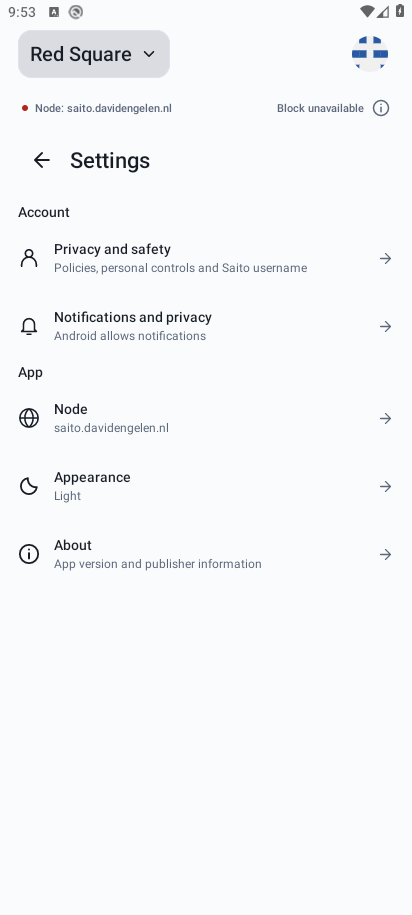 9:53
Red Square
Node: saito.davidengelen.nl
Block unavailable
Settings
Account
Privacy and safety
Policies, personal controls and Saito username
Notifications and privacy
Android allows notifications
App
Node
saito.davidengelen.nl
Appearance
Light
About
App version and publisher information